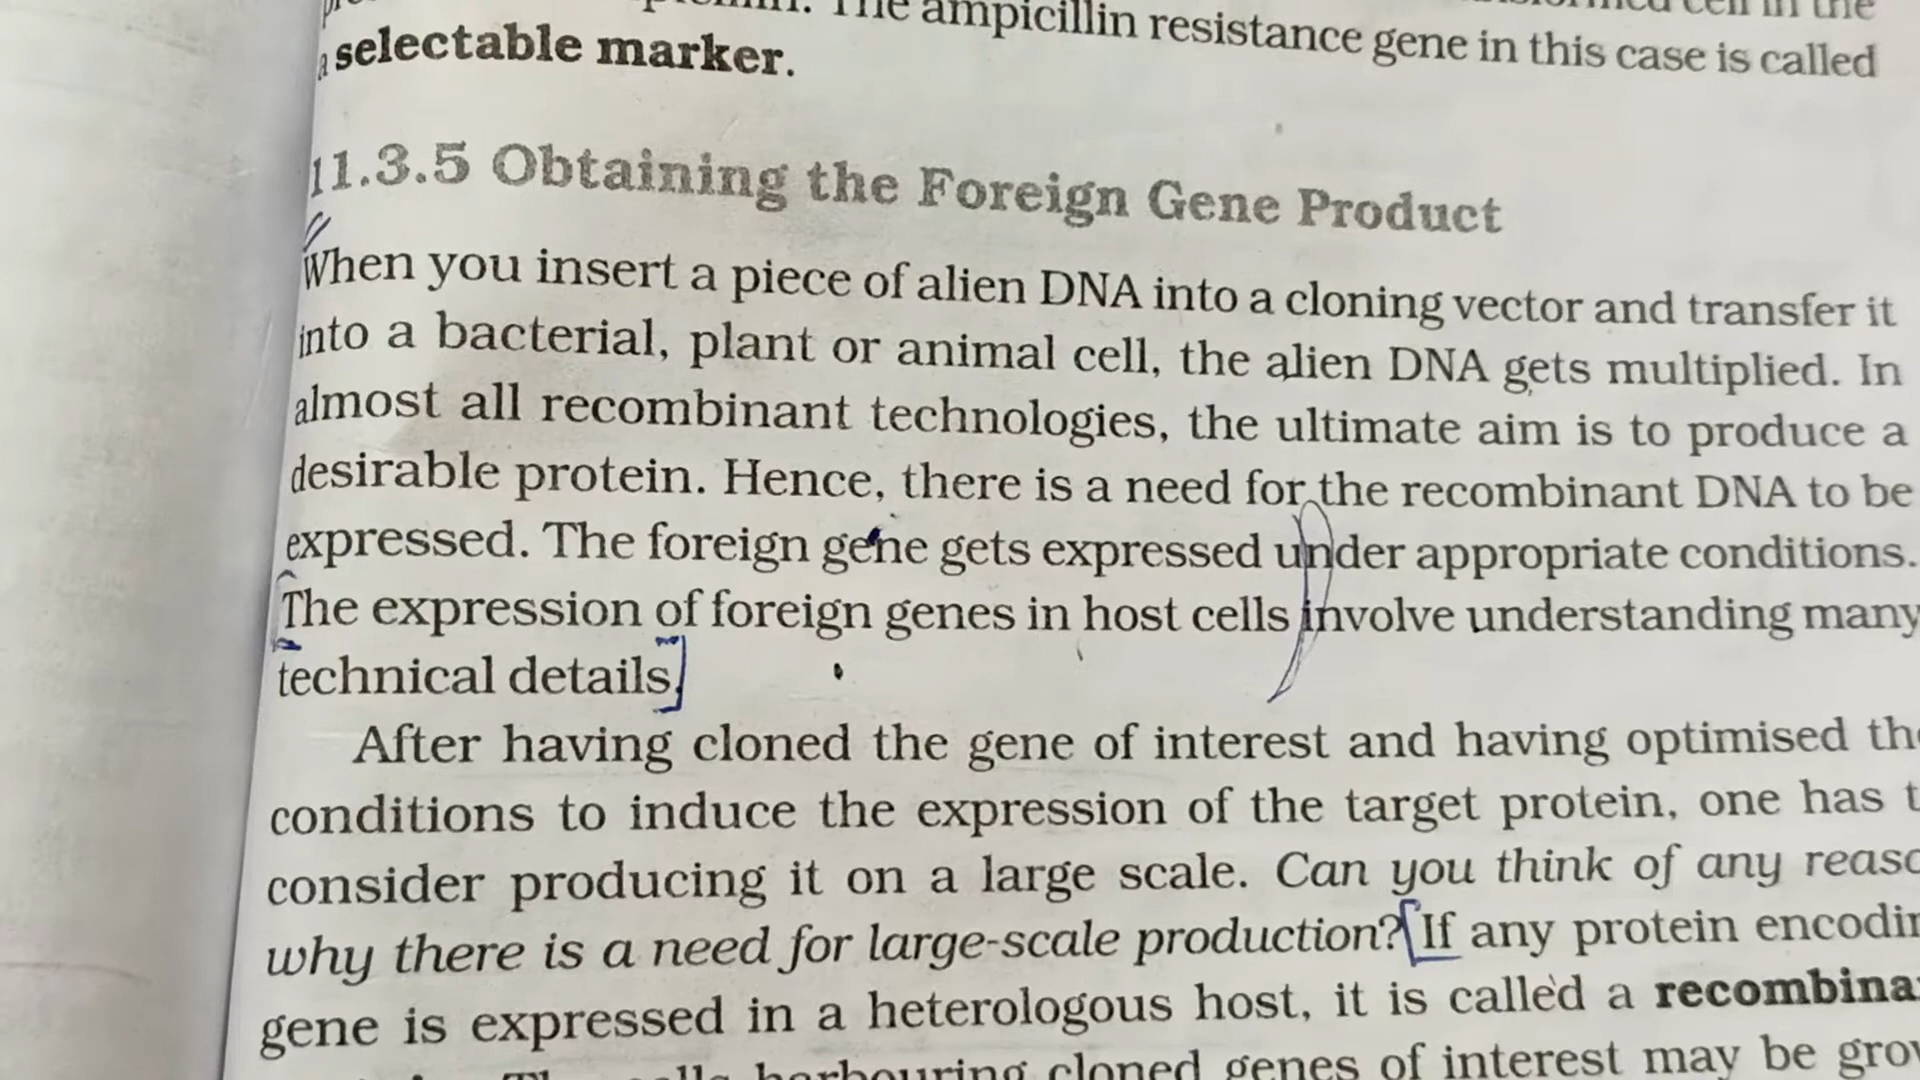 The ampicillin resistance gene in this case is called
a selectable marker.
11.3.5 Obtaining the Foreign Gene Product
When you insert a piece of alien DNA into a cloning vector and transfer it
into a bacterial, plant or animal cell, the alien DNA gets multiplied. In
almost all recombinant technologies, the ultimate aim is to produce a
desirable protein. Hence, there is a need for the recombinant DNA to be
expressed. The foreign gene gets expressed under appropriate conditions.
The expression of foreign genes in host cells involve understanding many
technical details.
After having cloned the gene of interest and having optimised
conditions to induce the expression of the target protein, one has
consider producing it on a large scale. Can you think of any
why there is a need for large-scale production? If any protein
gene is expressed in a heterologous host, it is called a
harbouring cloned genes of interest may be